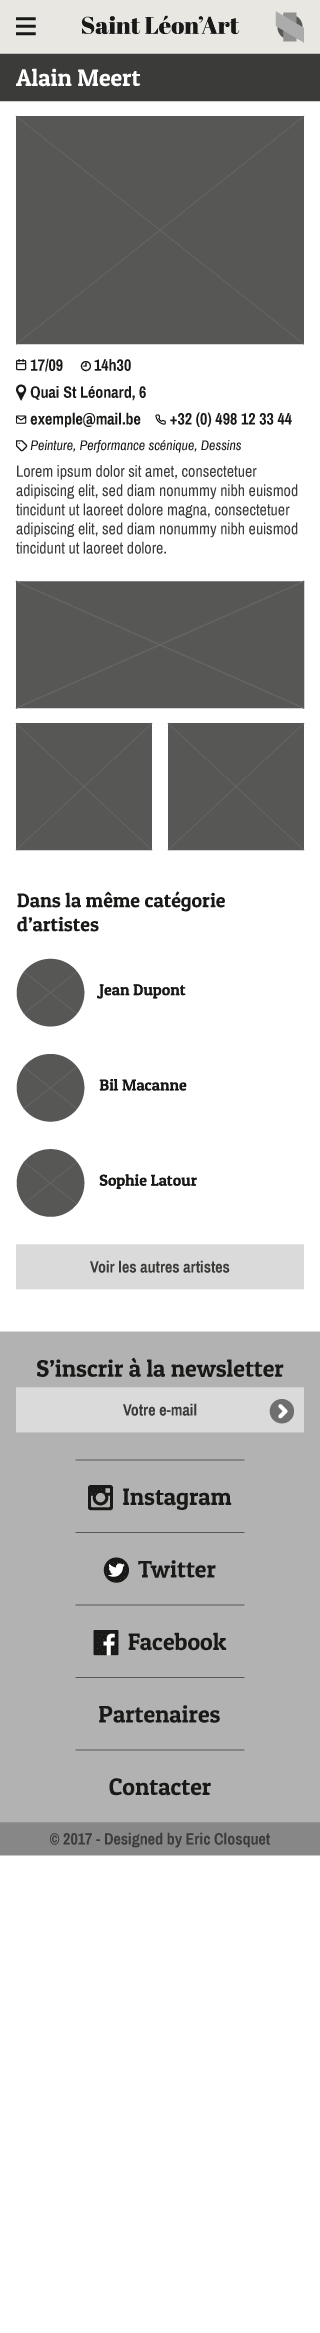 Saint Léon’Art
Alain Meert
17/09 14h30
Quai St Léonard, 6
exemple@mail.be +32 (0) 498 12 33 44
Peinture, Performance scénique, Dessins
Lorem ipsum dolor sit amet, consectetuer
adipiscing elit, sed diam nonummy nibh euismod
tincidunt ut laoreet dolore magna, consectetuer
adipiscing elit, sed diam nonummy nibh euismod
tincidunt ut laoreet dolore.
Dans la même catégorie
d’artistes
Jean Dupont
Bil Macanne
Sophie Latour
Voir les autres artistes
S’inscrir à la newsletter
Votre e-mail
Instagram
Twitter
Facebook
Partenaires
Contacter
© 2017 - Designed by Eric Closquet